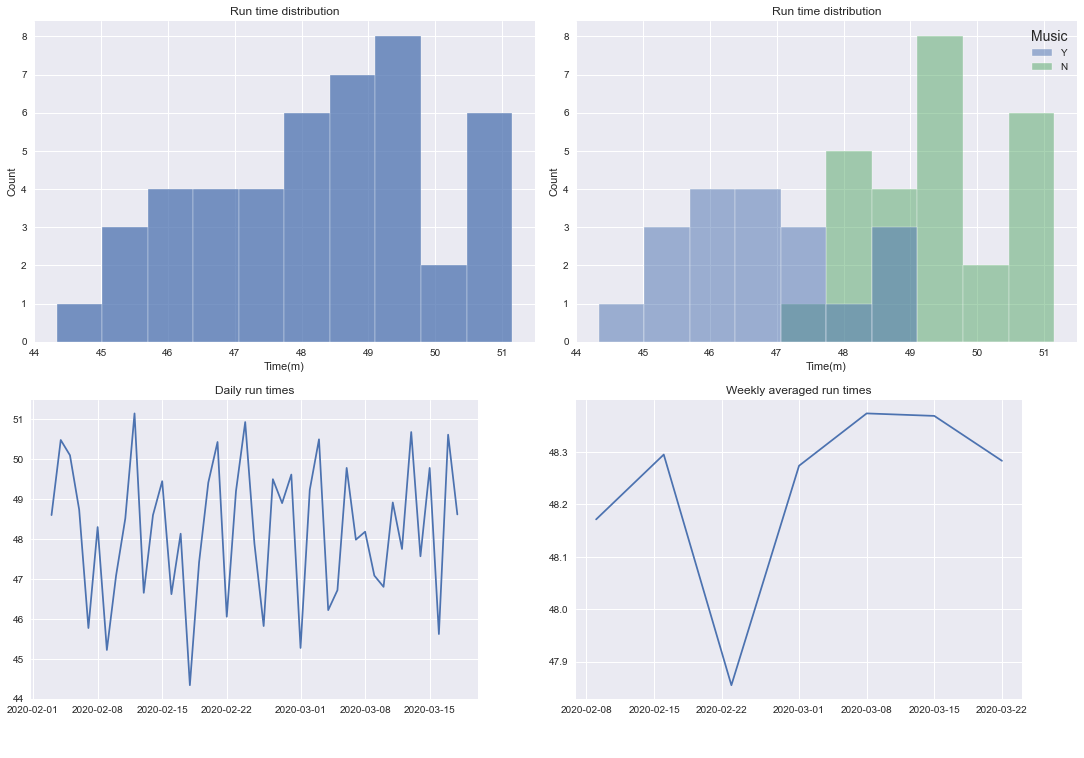 Run time distribution
8
7
6
5
4
3
2
1
0
Count
44 45 46 47 48 49 50 51
Time(m)
Run time distribution
Music
Y
N
8
7
6
5
4
3
2
1
0
Count
44 45 46 47 48 49 50 51
Time(m)
Daily run times
51
50
49
48
47
46
45
44
2020-02-01 2020-02-08 2020-02-15 2020-02-22 2020-03-01 2020-03-08 2020-03-15
Weekly averaged run times
48.3
48.2
48.1
48.0
47.9
2020-02-08 2020-02-15 2020-02-22 2020-03-01 2020-03-08 2020-03-15 2020-03-22